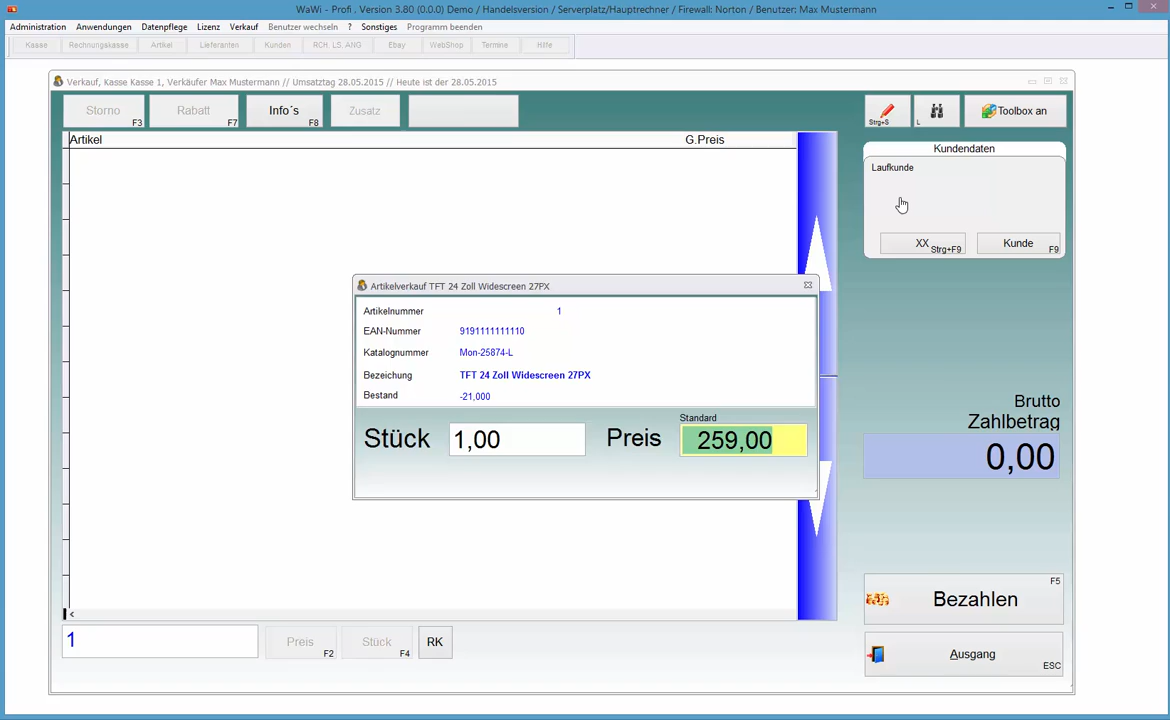 WaWi - Profi . Version 3.80 (0.0.0) Demo / Handelsversion / Serverplatz/Hauptrechner / Firewall: Norton / Benutzer: Max Mustermann
Administration Anwendungen Datenpflege Lizenz Verkauf Benutzer wechseln ? Sonstiges Programm beenden
Kasse Rechnungskasse Artikel Lieferanten Kunden RCH. LS. ANG Ebay WebShop Termine Hilfe
Verkauf, Kasse Kasse 1, Verkäufer Max Mustermann // Umsatztag 28.05.2015 // Heute ist der 28.05.2015
Storno F3 Rabatt F7 Info´s F8 Zusatz Strg+S L Toolbox an
Artikel G.Preis
Kundendaten
Laufkunde
XX Strg+F9 Kunde F9
Artikelverkauf TFT 24 Zoll Widescreen 27PX
Artikelnummer 1
EAN-Nummer 9191111111110
Katalognummer Mon-25874-L
Bezeichung TFT 24 Zoll Widescreen 27PX
Bestand -21,000
Standard
Stück 1,00 Preis 259,00
Brutto
Zahlbetrag
0,00
Bezahlen F5
<
1 Preis F2 Stück F4 RK
Ausgang ESC